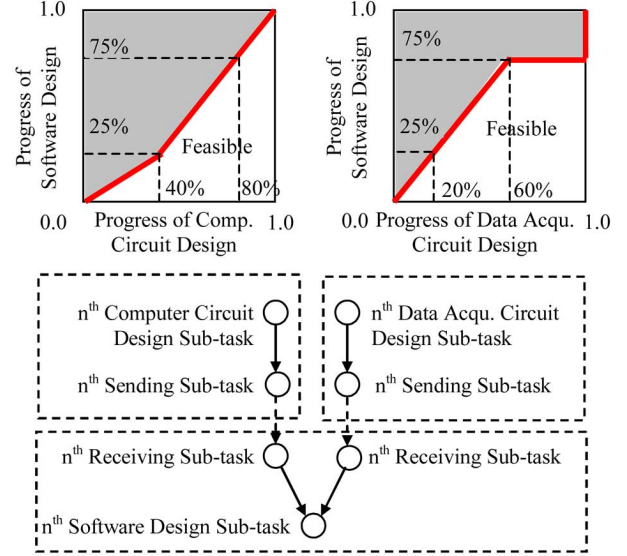 1.0
Progress of
Software Design
75%
25%
Feasible
40%
80%
0.0
Progress of Comp.
Circuit Design
1.0
1.0
Progress of
Software Design
75%
25%
Feasible
20%
60%
0.0
Progress of Data Acqu.
Circuit Design
1.0
nth Computer Circuit
Design Sub-task
nth Data Acqu. Circuit
Design Sub-task
nth Sending Sub-task
nth Sending Sub-task
nth Receiving Sub-task
nth Receiving Sub-task
nth Software Design Sub-task